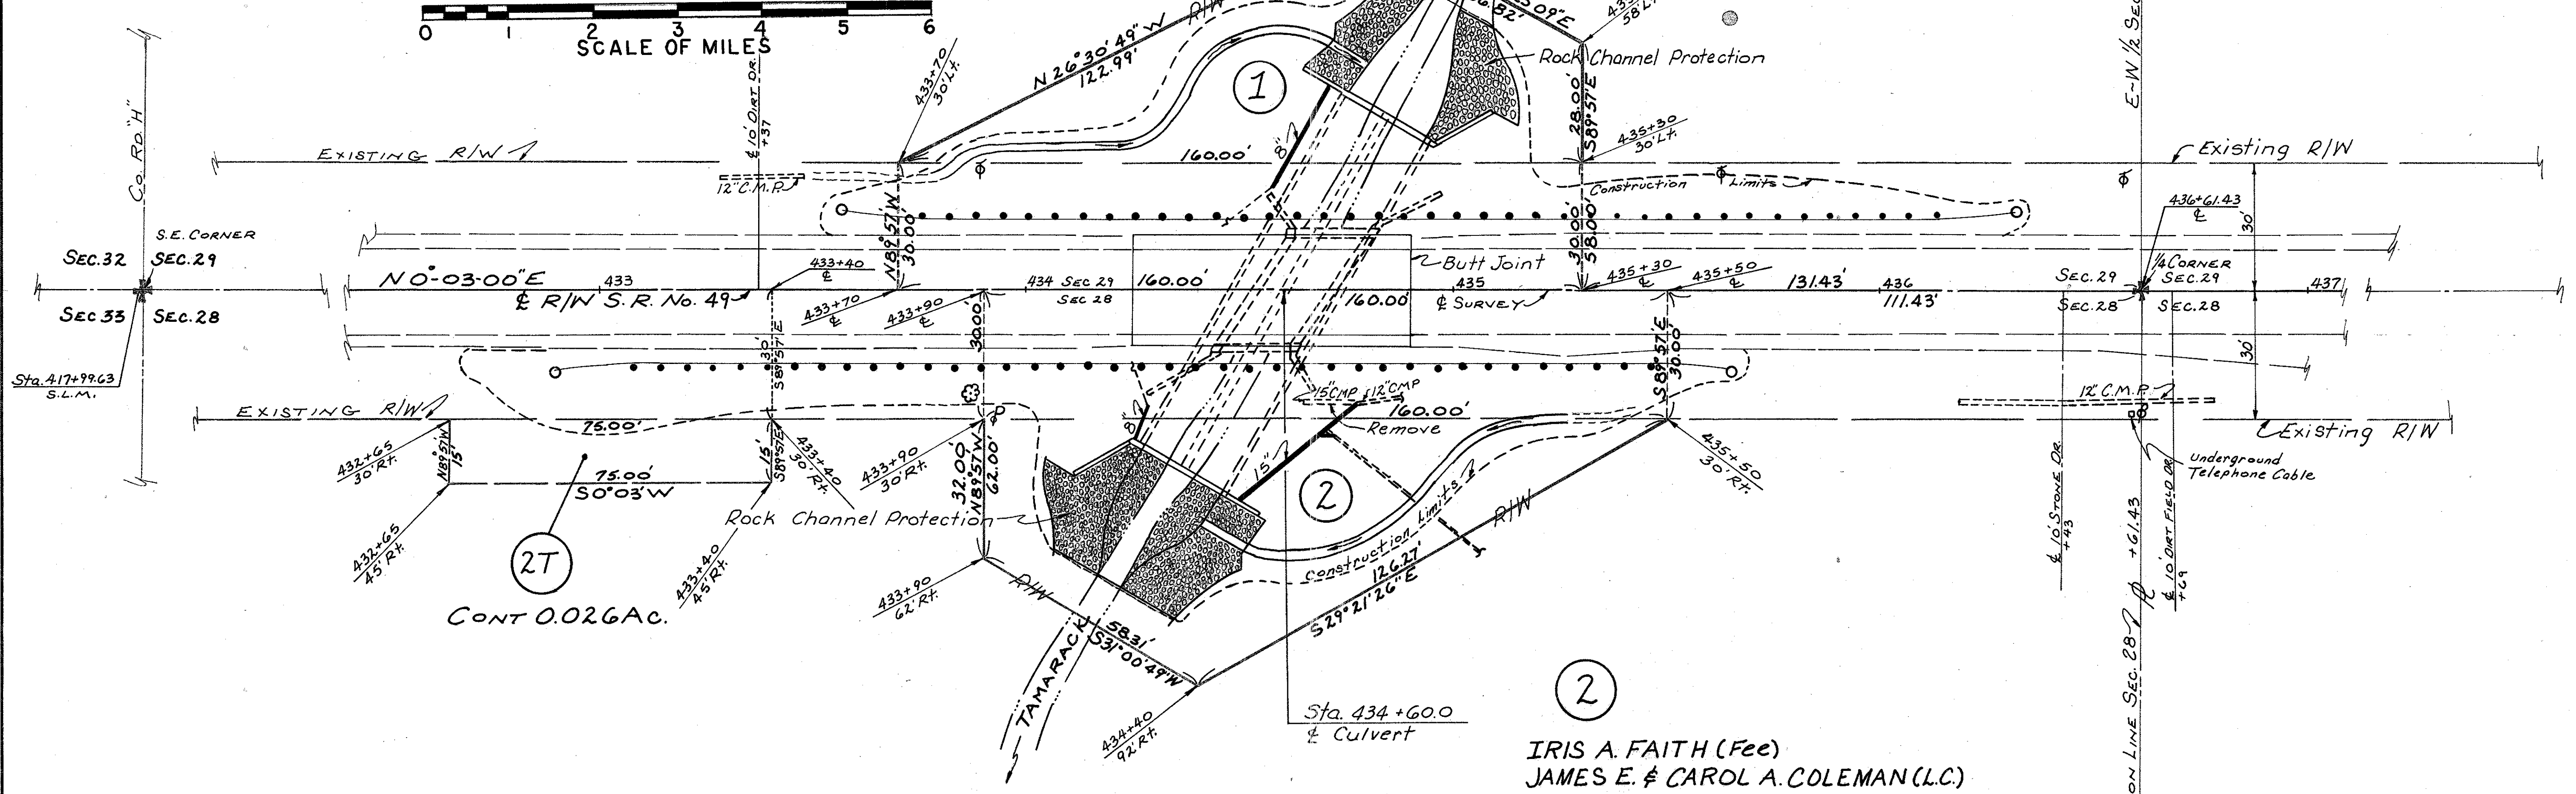 0 1 2 3 4 5 6
SCALE OF MILES
Co. RD. "H"
S.E. CORNER
SEC. 32 SEC. 29
SEC. 33 SEC. 28
Sta. 417+99.63
S.L.M.
EXISTING R/W
℄ 10' DIRT DR.
+37
12" C.M.P.
433+70
30' Lt.
N 26° 30' 49" W R/W
122.99'
1
8"
160.00'
Rock Channel Protection
09"E
58' Lt.
28.00'
S89°57'E
435+30
30' Lt.
Construction Limits
Existing R/W
E-W 1/2 SEC
436+61.43
℄
30'
N89°57'W
30.00'
30.00'
58.00'
N 0°-03-00"E
℄ R/W S.R. No. 49
433
433+40
℄
433+70
℄
433+90
℄
434 SEC 29
SEC 28
160.00'
160.00'
Butt Joint
435
℄ SURVEY
435+30
℄
435+50
℄
131.43'
436
111.43'
1/4 CORNER
SEC. 29 SEC. 29
SEC. 28 SEC. 28
437
30'
30'
S89°57'E
30.00'
S89°57'E
30.00'
EXISTING R/W
75.00'
432+65
30' Rt.
N89°57'W
15'
75.00'
S0°03'W
15'
S89°57'E
433+40
30' Rt.
433+90
30' Rt.
32.00'
N89°57'W
62.00'
P
8"
15" CMP 12" CMP
Remove
160.00'
15"
2
435+50
30' Rt.
12" C.M.P.
Existing R/W
Underground
Telephone Cable
Rock Channel Protection
432+65
45' Rt.
433+40
45' Rt.
2T
CONT 0.026 AC.
433+90
62' Rt.
R/W
58.31'
S31°00'49"W
TAMARACK
Construction Limits
126.27'
S 29° 21' 26" E
R/W
434+40
92' Rt.
Sta. 434+60.0
℄ Culvert
℄ 10' STONE DR.
+43
℄ 10' DIRT FIELD DR.
+69
ON LINE SEC. 28 +61.43
2
IRIS A. FAITH (Fee)
JAMES E. & CAROL A. COLEMAN (L.C.)